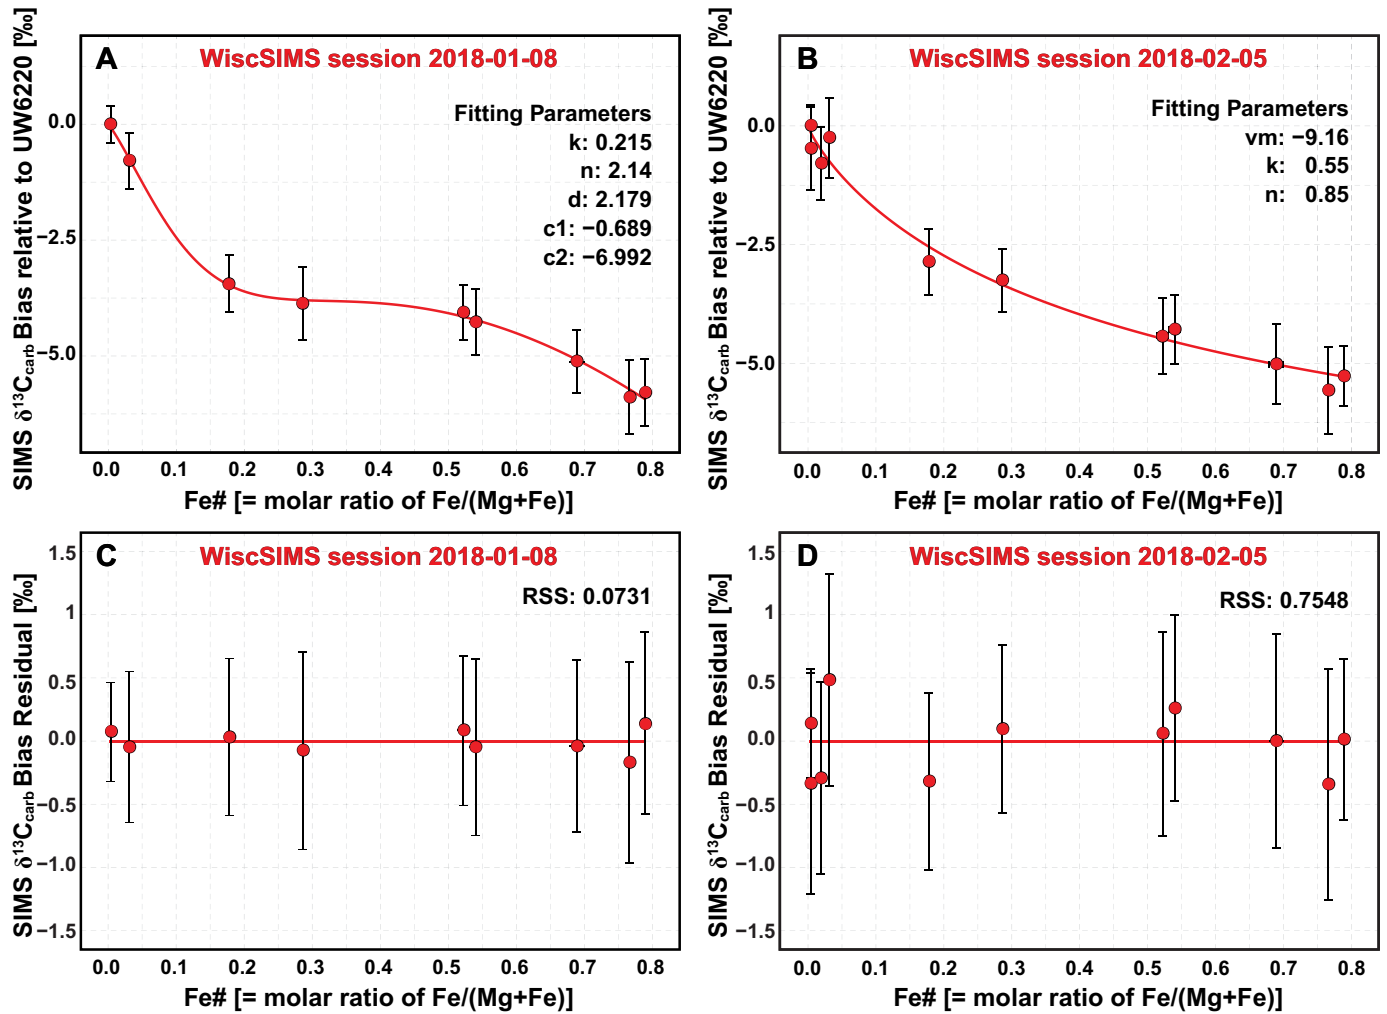 A
WiscSIMS session 2018-01-08
SIMS δ¹³Ccarb Bias relative to UW6220 [‰]
Fitting Parameters
k: 0.215
n: 2.14
d: 2.179
c1: −0.689
c2: −6.992
0.0
−2.5
−5.0
0.0 0.1 0.2 0.3 0.4 0.5 0.6 0.7 0.8
Fe# [= molar ratio of Fe/(Mg+Fe)]
B
WiscSIMS session 2018-02-05
SIMS δ¹³Ccarb Bias relative to UW6220 [‰]
Fitting Parameters
vm: −9.16
k: 0.55
n: 0.85
0.0
−2.5
−5.0
0.0 0.1 0.2 0.3 0.4 0.5 0.6 0.7 0.8
Fe# [= molar ratio of Fe/(Mg+Fe)]
C
WiscSIMS session 2018-01-08
SIMS δ¹³Ccarb Bias Residual [‰]
RSS: 0.0731
1.5
1
0.5
0.0
−0.5
−1.0
−1.5
0.0 0.1 0.2 0.3 0.4 0.5 0.6 0.7 0.8
Fe# [= molar ratio of Fe/(Mg+Fe)]
D
WiscSIMS session 2018-02-05
SIMS δ¹³Ccarb Bias Residual [‰]
RSS: 0.7548
1.5
1
0.5
0.0
−0.5
−1.0
−1.5
0.0 0.1 0.2 0.3 0.4 0.5 0.6 0.7 0.8
Fe# [= molar ratio of Fe/(Mg+Fe)]